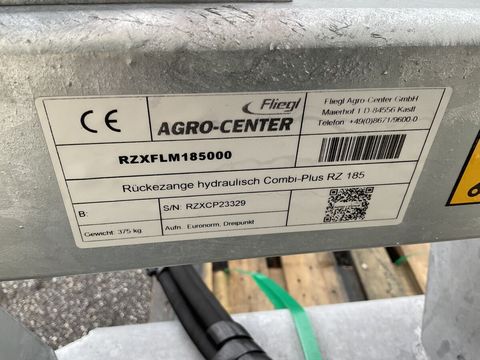 CE
Fliegl
AGRO-CENTER
Fliegl Agro-Center GmbH
Maierhof 1 D-84556 Kastl
Telefon: +49(0)8671/9600-0
RZXFLM185000
Rückezange hydraulisch Combi-Plus RZ 185
B:
S/N: RZXCP23329
Gewicht: 375 kg
Aufn.: Euronorm, Dreipunkt